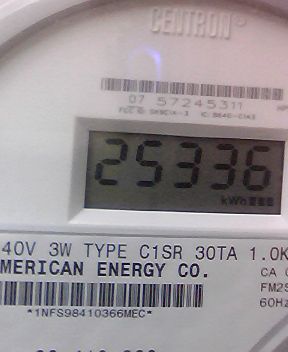 CENTRON®
07 57245311
25336
kWh
40V 3W TYPE C1SR 30TA 1.0K
MERICAN ENERGY CO.
CA
FM2S
60Hz
*1NFS98410366MEC*